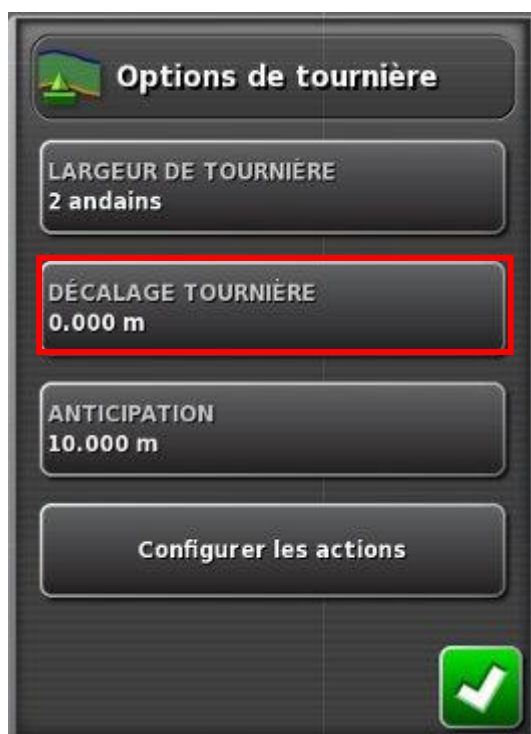 Options de tournière
LARGEUR DE TOURNIÈRE
2 andains
DÉCALAGE TOURNIÈRE
0.000 m
ANTICIPATION
10.000 m
Configurer les actions